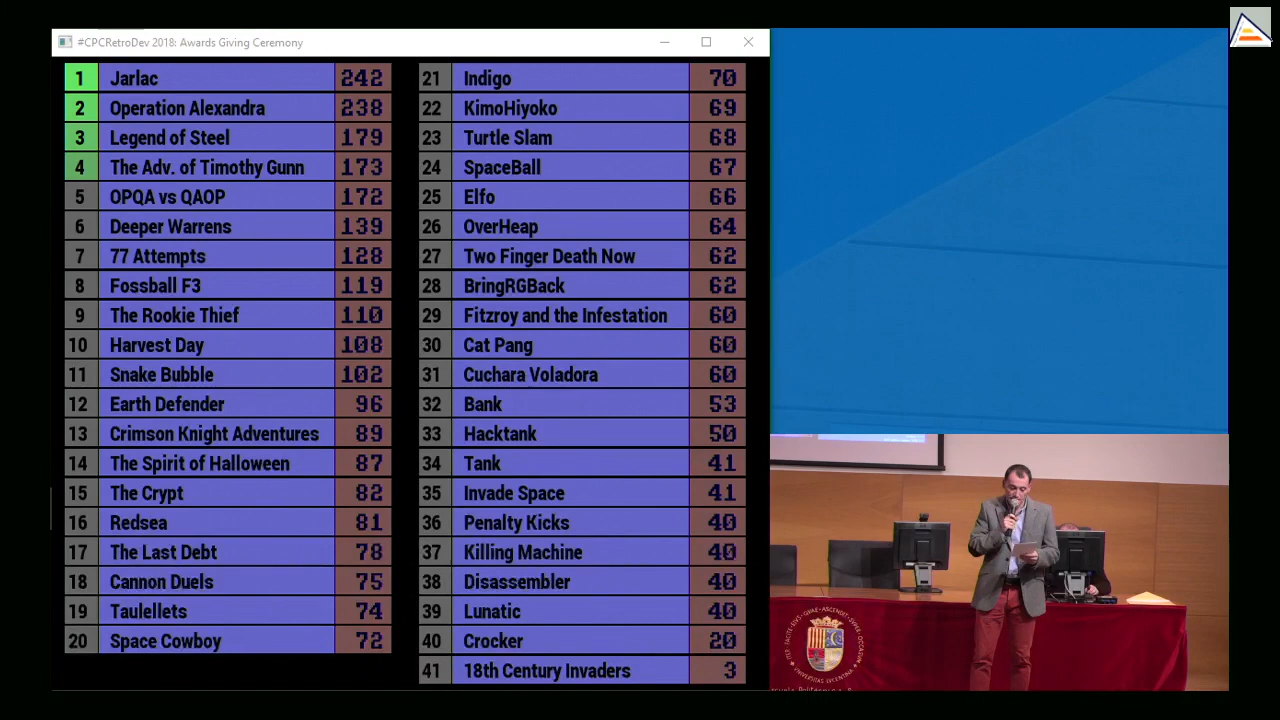 #CPCRetroDev 2018: Awards Giving Ceremony
1 Jarlac 242
2 Operation Alexandra 238
3 Legend of Steel 179
4 The Adv. of Timothy Gunn 173
5 OPQA vs QAOP 172
6 Deeper Warrens 139
7 77 Attempts 128
8 Fossball F3 119
9 The Rookie Thief 110
10 Harvest Day 108
11 Snake Bubble 102
12 Earth Defender 96
13 Crimson Knight Adventures 89
14 The Spirit of Halloween 87
15 The Crypt 82
16 Redsea 81
17 The Last Debt 78
18 Cannon Duels 75
19 Taulellets 74
20 Space Cowboy 72
21 Indigo 70
22 KimoHiyoko 69
23 Turtle Slam 68
24 SpaceBall 67
25 Elfo 66
26 OverHeap 64
27 Two Finger Death Now 62
28 BringRGBack 62
29 Fitzroy and the Infestation 60
30 Cat Pang 60
31 Cuchara Voladora 60
32 Bank 53
33 Hacktank 50
34 Tank 41
35 Invade Space 41
36 Penalty Kicks 40
37 Killing Machine 40
38 Disassembler 40
39 Lunatic 40
40 Crocker 20
41 18th Century Invaders 3
UNIVERSITAS LUCENTINA